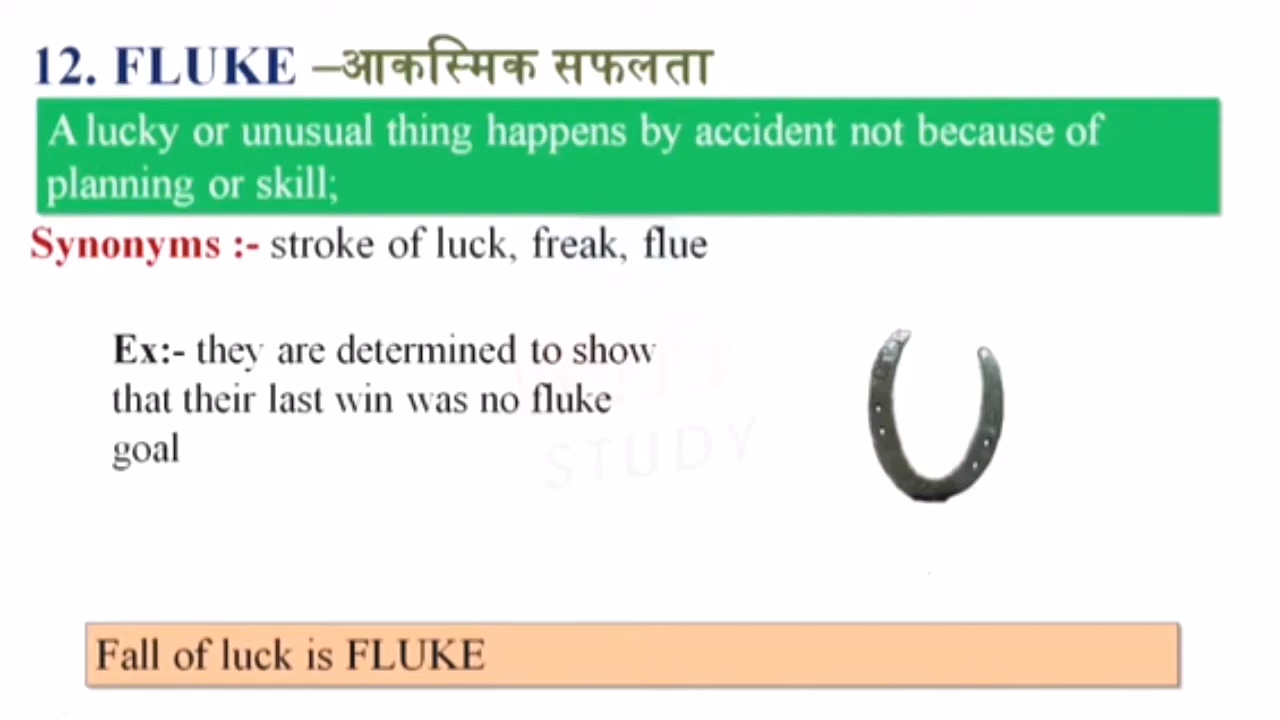 12. FLUKE –आकस्मिक सफलता
A lucky or unusual thing happens by accident not because of
planning or skill;
Synonyms :- stroke of luck, freak, flue
Ex:- they are determined to show
that their last win was no fluke
goal
STUDY
Fall of luck is FLUKE